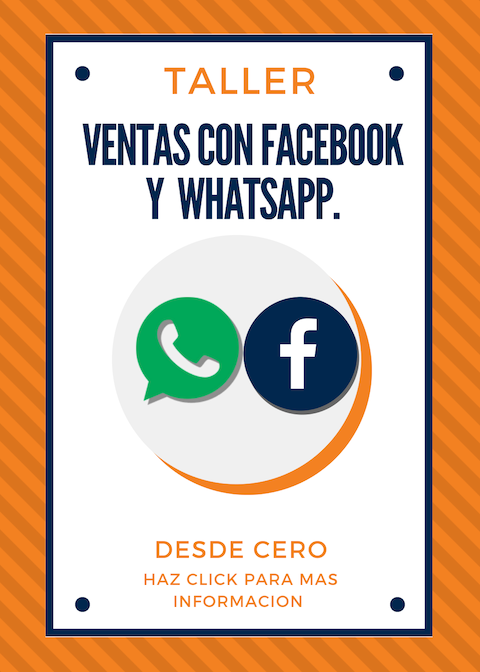 TALLER
VENTAS CON FACEBOOK
Y WHATSAPP.
f
DESDE CERO
HAZ CLICK PARA MAS
INFORMACION